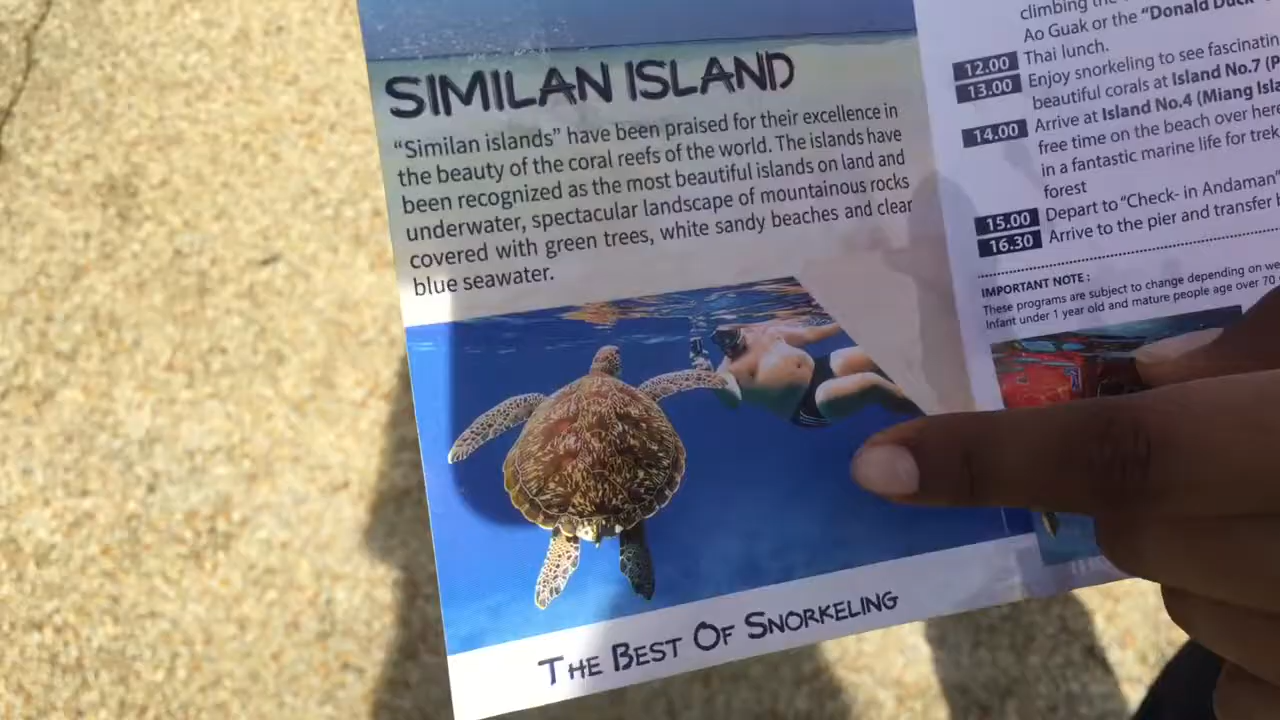 SIMILAN ISLAND
"Similan islands" have been praised for their excellence in
the beauty of the coral reefs of the world. The islands have
been recognized as the most beautiful islands on land and
underwater, spectacular landscape of mountainous rocks
covered with green trees, white sandy beaches and clear
blue seawater.
THE BEST OF SNORKELING
climbing the
Ao Guak or the "Donald Duck
12.00 Thai lunch.
13.00 Enjoy snorkeling to see
beautiful corals at Island No.7
14.00 Arrive at Island No.4 (Miang
free time on the beach over here
in a fantastic marine life for
forest
15.00 Depart to "Check- in Andaman"
16.30 Arrive to the pier and transfer
IMPORTANT NOTE :
These programs are subject to change depending on
Infant under 1 year old and mature people age over 70